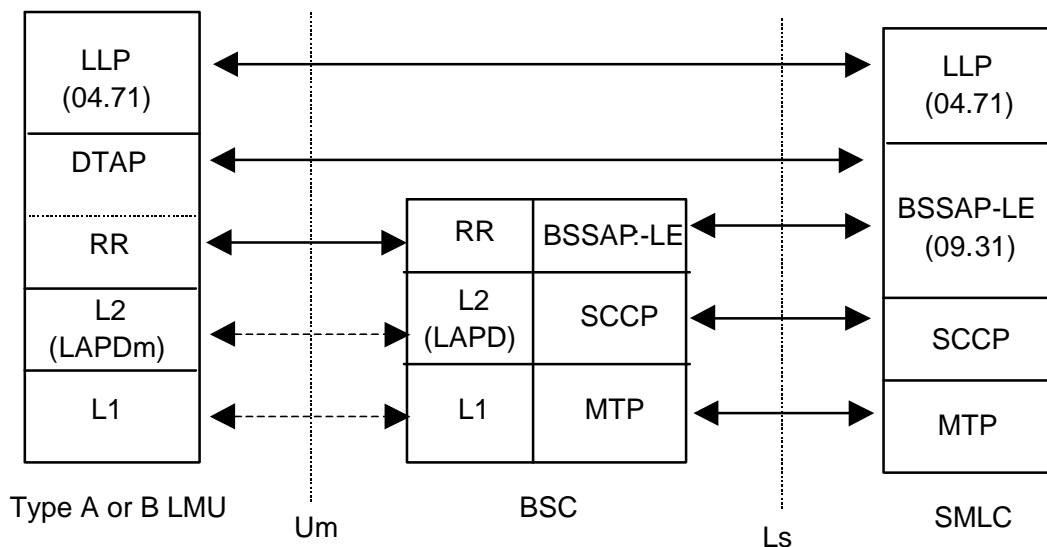 LLP
(04.71)
DTAP
RR
L2
(LAPDm)
L1
Type A or B LMU
Um
RR
BSSAP:-LE
L2
(LAPD)
SCCP
L1
MTP
BSC
Ls
LLP
(04.71)
BSSAP-LE
(09.31)
SCCP
MTP
SMLC